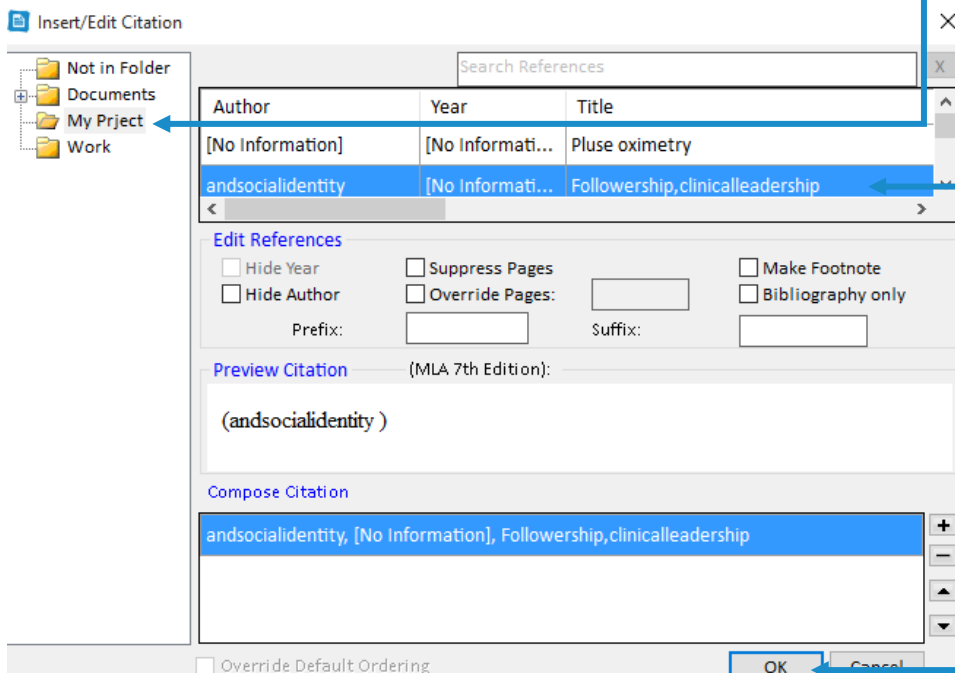 Insert/Edit Citation
Not in Folder
Documents
My Prject
Work
Search References
X
Author Year Title
[No Information] [No Informati... Pluse oximetry
andsocialidentity [No Informati... Followership,clinicalleadership
Edit References
Hide Year Suppress Pages Make Footnote
Hide Author Override Pages: Bibliography only
Prefix: Suffix:
Preview Citation (MLA 7th Edition):
(andsocialidentity )
Compose Citation
andsocialidentity, [No Information], Followership,clinicalleadership
Override Default Ordering
OK Cancel